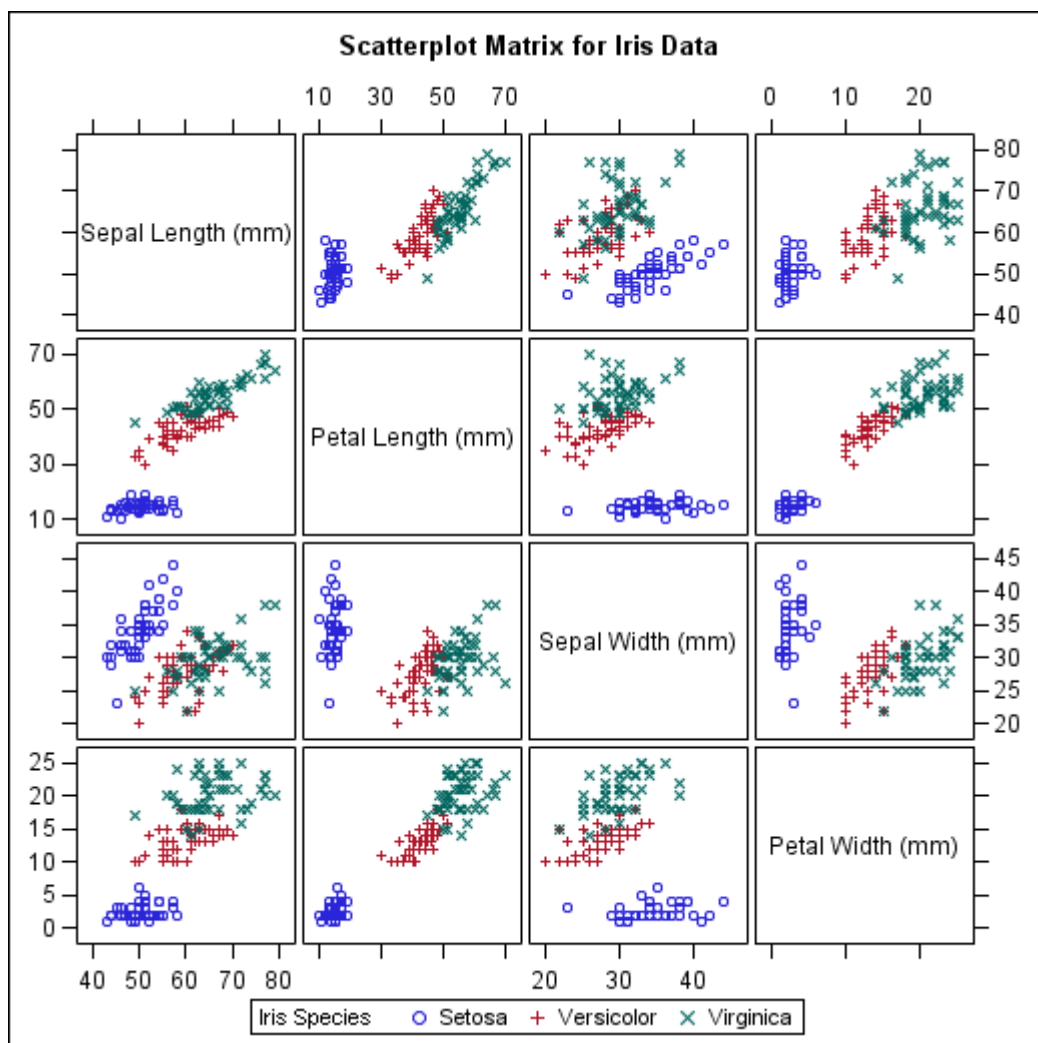 Scatterplot Matrix for Iris Data
10 30 50 70 0 10 20
Sepal Length (mm)
80
70
60
50
40
70
50
30
10
Petal Length (mm)
Sepal Width (mm)
45
40
35
30
25
20
25
20
15
10
5
0
Petal Width (mm)
40 50 60 70 80 20 30 40
Iris Species Setosa Versicolor Virginica